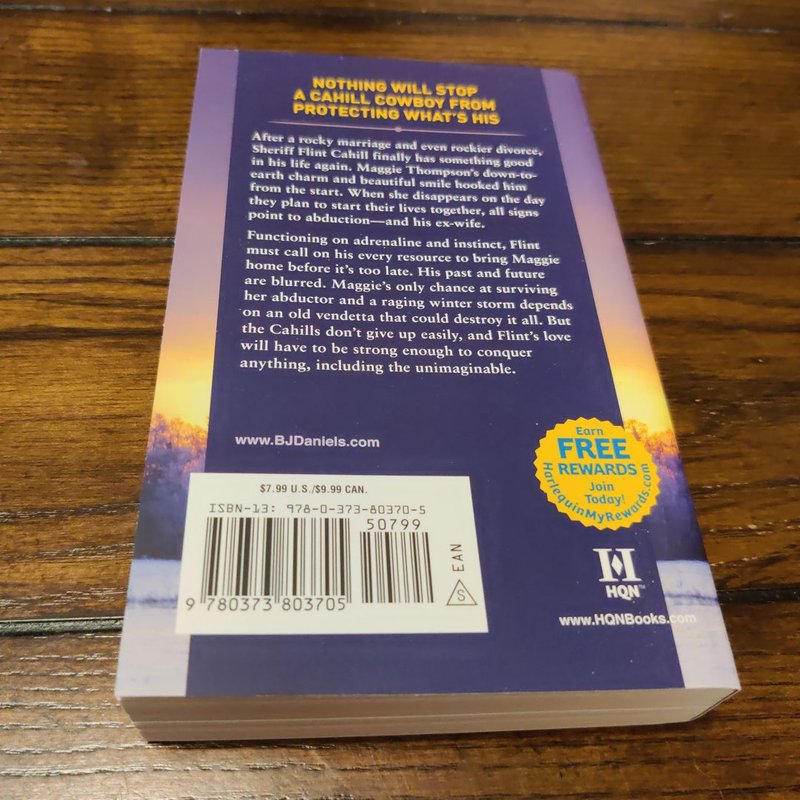 NOTHING WILL STOP
A CAHILL COWBOY FROM
PROTECTING WHAT'S HIS
After a rocky marriage and even rockier divorce,
Sheriff Flint Cahill finally has something good
in his life again. Maggie Thompson's down-to-
earth charm and beautiful smile hooked him
from the start. When she disappears on the day
they plan to start their lives together, all signs
point to abduction—and his ex-wife.
Functioning on adrenaline and instinct, Flint
must call on his every resource to bring Maggie
home before it's too late. His past and future
are blurred. Maggie's only chance at surviving
her abductor and a raging winter storm depends
on an old vendetta that could destroy it all. But
the Cahills don't give up easily, and Flint's love
will have to be strong enough to conquer
anything, including the unimaginable.
www.BJDaniels.com
Earn
FREE
REWARDS
Join
Today!
HarlequinMyRewards.com
$7.99 U.S./$9.99 CAN.
ISBN-13: 978-0-373-80370-5
50799
EAN
S
9 780373 803705
H
HQN™
www.HQNBooks.com